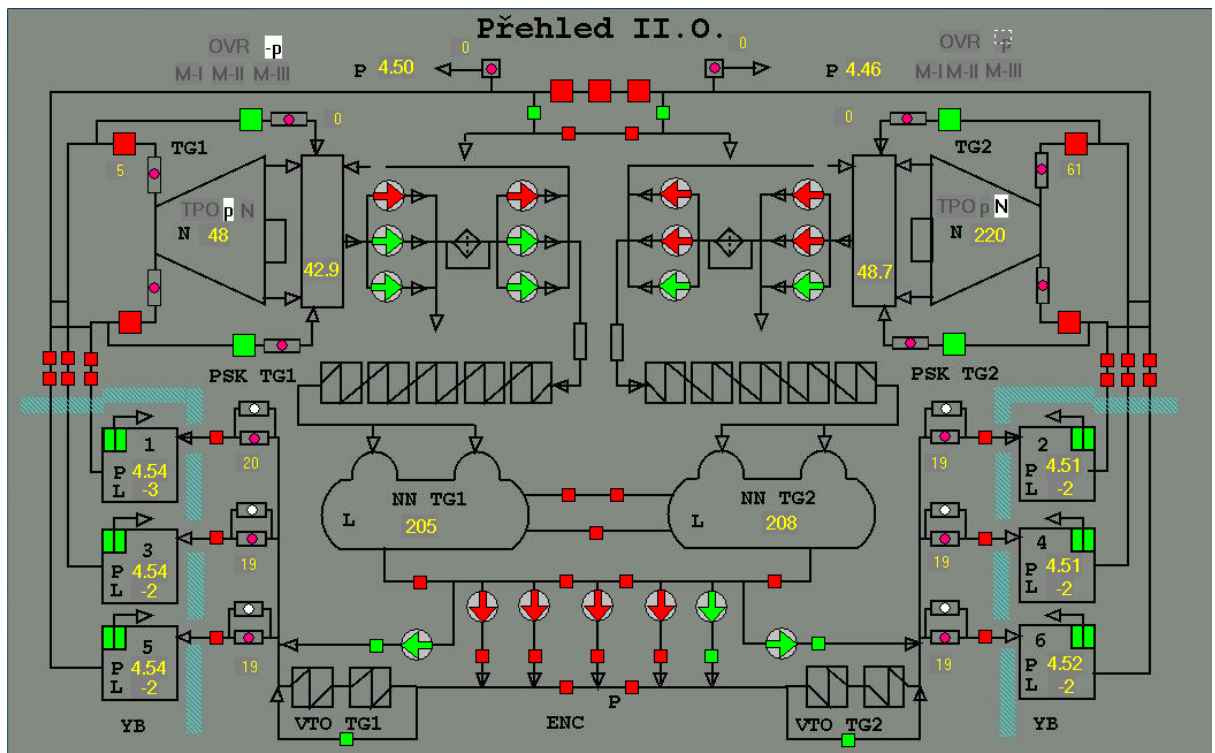 Přehled II.O.
OVR -p
M-I M-II M-III
P 4.50
0
0
P 4.46
OVR -p
M-I M-II M-III
TG1
0
5
TPO p N
N 48
42.9
0
TG2
61
TPO p N
N 220
48.7
PSK TG1
PSK TG2
1
P 4.54
L -3
20
3
P 4.54
L -2
19
5
P 4.54
L -2
19
YB
NN TG1
L 205
NN TG2
L 208
2
P 4.51
L -2
19
4
P 4.51
L -2
19
6
P 4.52
L -2
19
YB
VTO TG1
ENC
P
VTO TG2